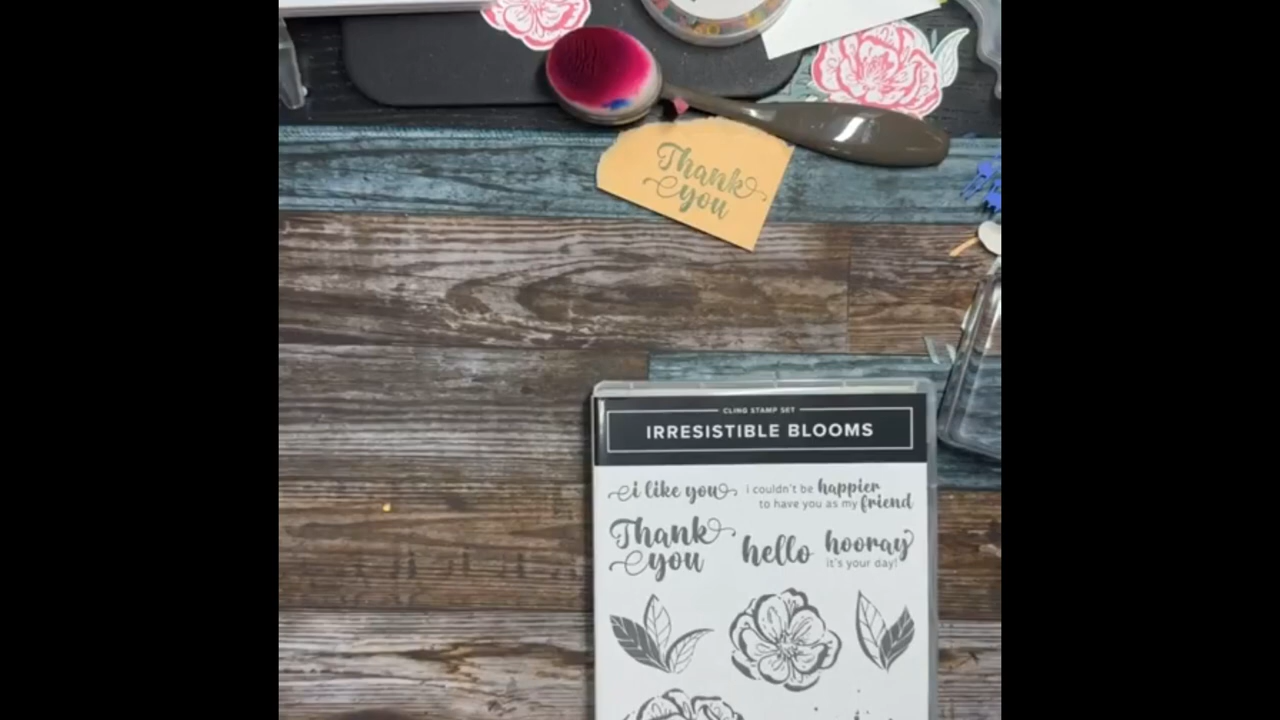 Thank
you
CLING STAMP SET
IRRESISTIBLE BLOOMS
i like you
i couldn't be happier
to have you as my friend
Thank
you
hello
hooray
it's your day!